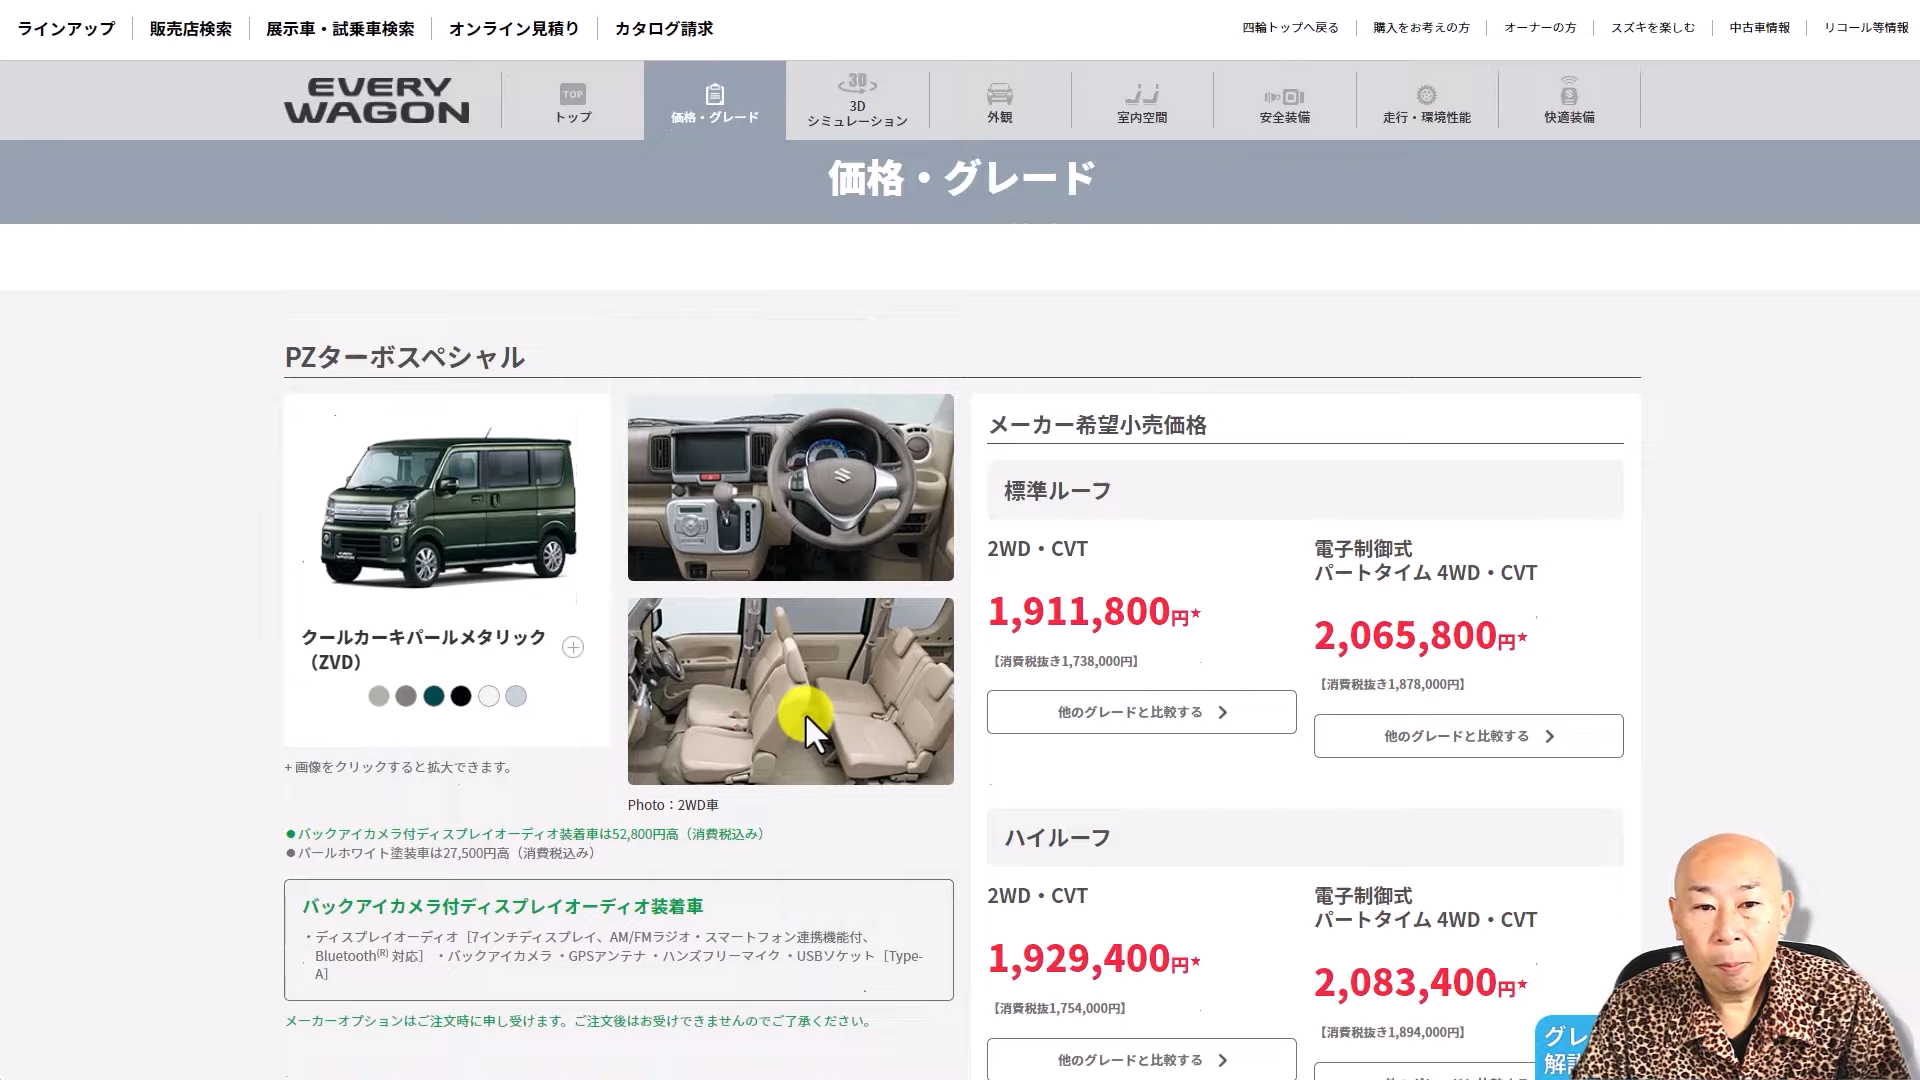 ラインアップ
販売店検索
展示車・試乗車検索
オンライン見積り
カタログ請求
四輪トップへ戻る
購入をお考えの方
オーナーの方
スズキを楽しむ
中古車情報
リコール等情報
EVERY
WAGON
TOP
トップ
価格・グレード
3D
3D
シミュレーション
外観
室内空間
安全装備
走行・環境性能
快適装備
価格・グレード
PZターボスペシャル
クールカーキパールメタリック
（ZVD）
+ 画像をクリックすると拡大できます。
Photo：2WD車
●バックアイカメラ付ディスプレイオーディオ装着車は52,800円高（消費税込み）
●パールホワイト塗装車は27,500円高（消費税込み）
バックアイカメラ付ディスプレイオーディオ装着車
・ディスプレイオーディオ［7インチディスプレイ、AM/FMラジオ・スマートフォン連携機能付、
Bluetooth(R) 対応］ ・バックアイカメラ ・GPSアンテナ ・ハンズフリーマイク ・USBソケット［Type-
A］
メーカーオプションはご注文時に申し受けます。ご注文後はお受けできませんのでご了承ください。
メーカー希望小売価格
標準ルーフ
2WD・CVT
1,911,800円★
【消費税抜き1,738,000円】
他のグレードと比較する
電子制御式
パートタイム 4WD・CVT
2,065,800円★
【消費税抜き1,878,000円】
他のグレードと比較する
ハイルーフ
2WD・CVT
1,929,400円★
【消費税抜1,754,000円】
他のグレードと比較する
電子制御式
パートタイム 4WD・CVT
2,083,400円★
【消費税抜き1,894,000円】
グレ
解説